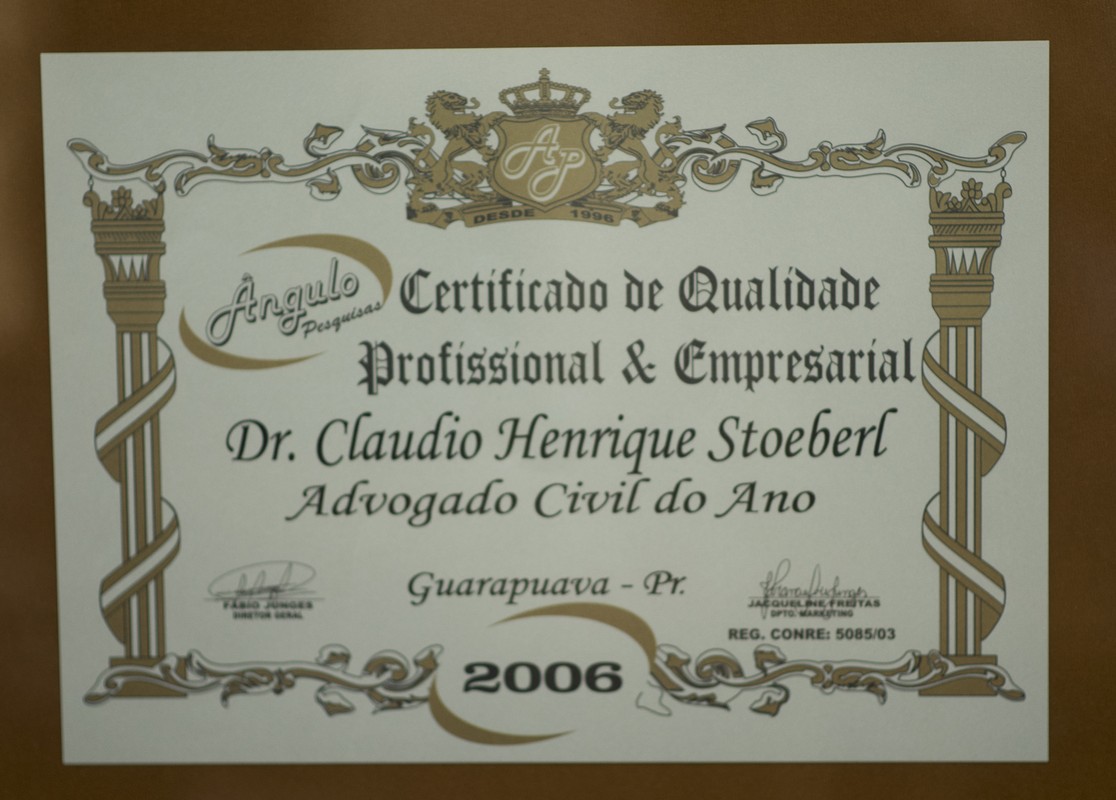 AP
DESDE 1996
Ângulo
Pesquisas
Certificado de Qualidade
Profissional & Empresarial
Dr. Claudio Henrique Stoeberl
Advogado Civil do Ano
Guarapuava - Pr.
FÁBIO JUNGES
DIRETOR GERAL
JACQUELINE FREITAS
DPTO. MARKETING
REG. CONRE: 5085/03
2006